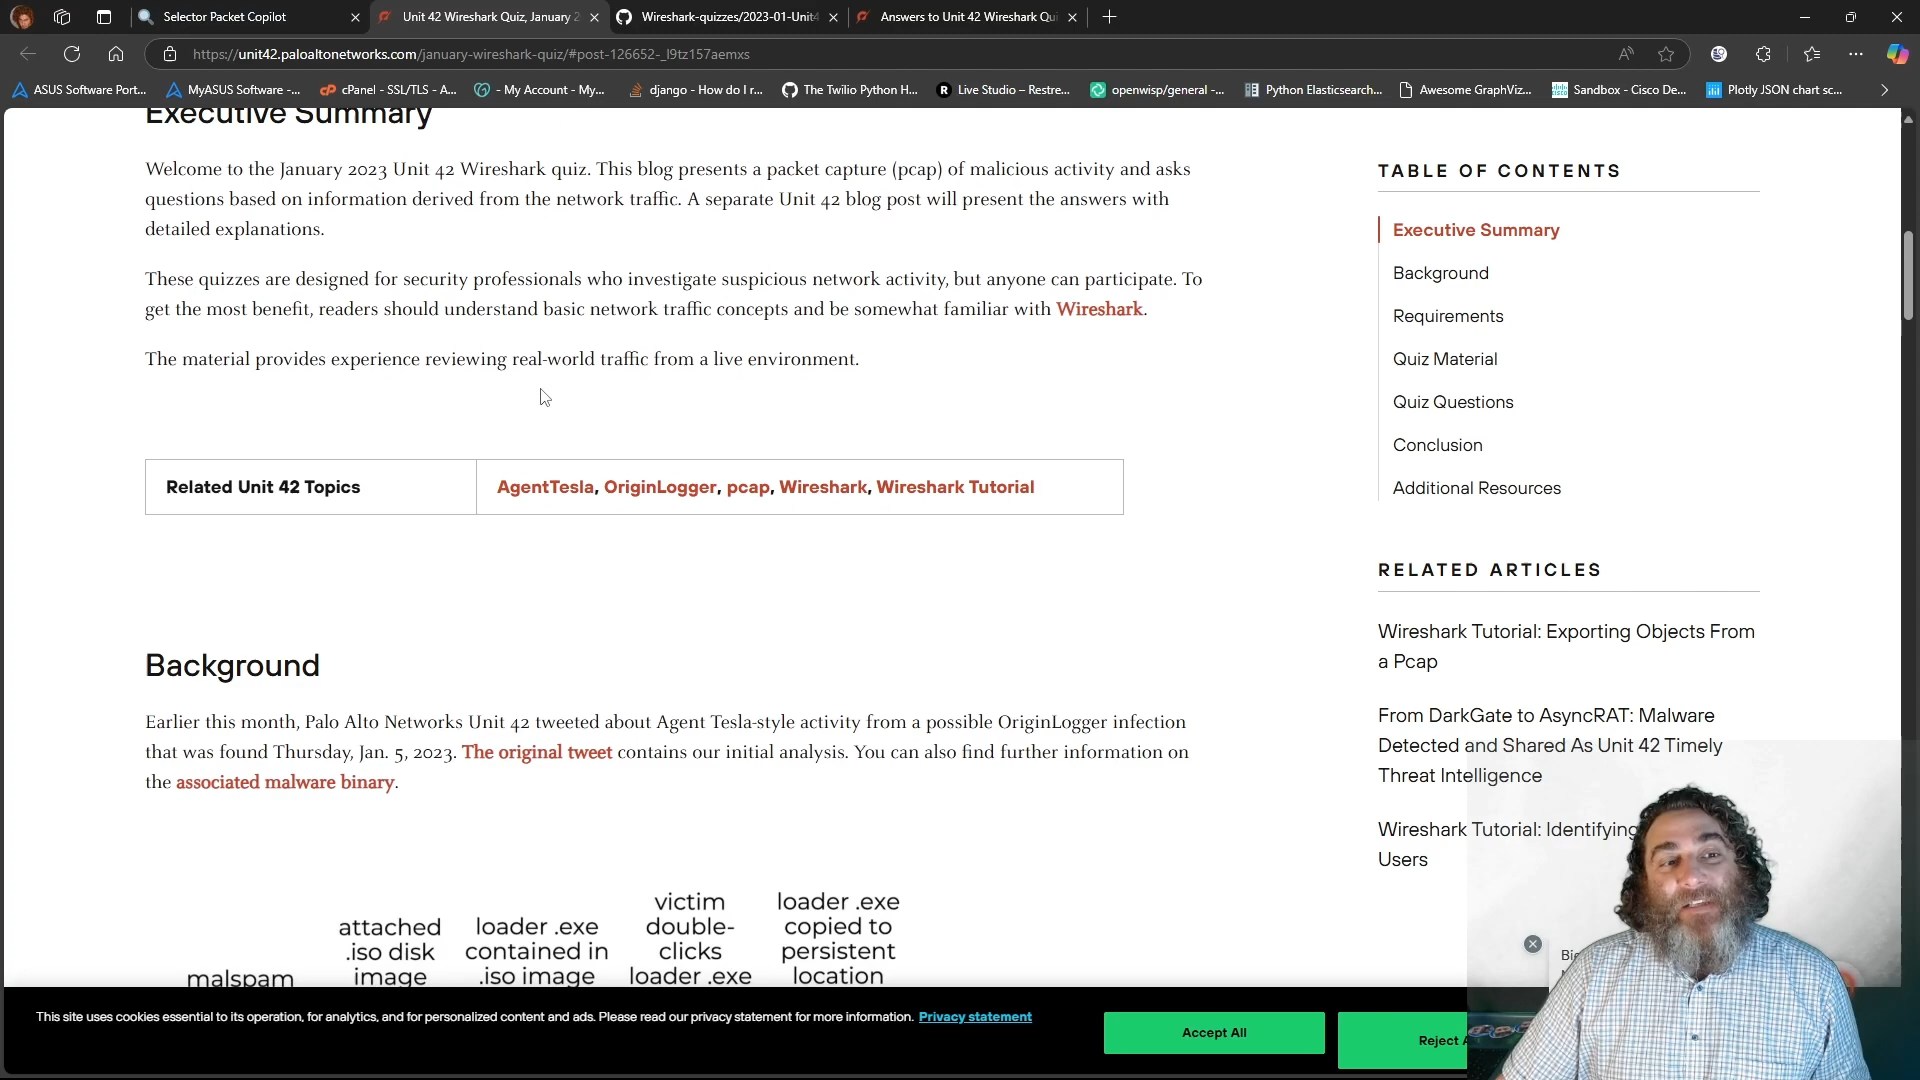 Selector Packet Copilot
Unit 42 Wireshark Quiz, January 2
Wireshark-quizzes/2023-01-Unit4
Answers to Unit 42 Wireshark Qu
https://unit42.paloaltonetworks.com/january-wireshark-quiz/#post-126652-_l9tz157aemxs
ASUS Software Port...
MyASUS Software -...
cPanel - SSL/TLS - A...
- My Account - My...
django - How do I r...
The Twilio Python H...
Live Studio – Restre...
openwisp/general -...
Python Elasticsearch...
Awesome GraphViz...
Sandbox - Cisco De...
Plotly JSON chart sc...
Executive Summary
Welcome to the January 2023 Unit 42 Wireshark quiz. This blog presents a packet capture (pcap) of malicious activity and asks
questions based on information derived from the network traffic. A separate Unit 42 blog post will present the answers with
detailed explanations.
These quizzes are designed for security professionals who investigate suspicious network activity, but anyone can participate. To
get the most benefit, readers should understand basic network traffic concepts and be somewhat familiar with Wireshark.
The material provides experience reviewing real-world traffic from a live environment.
Related Unit 42 Topics
AgentTesla, OriginLogger, pcap, Wireshark, Wireshark Tutorial
Background
Earlier this month, Palo Alto Networks Unit 42 tweeted about Agent Tesla-style activity from a possible OriginLogger infection
that was found Thursday, Jan. 5, 2023. The original tweet contains our initial analysis. You can also find further information on
the associated malware binary.
malspam
attached
.iso disk
image
loader .exe
contained in
.iso image
victim
double-
clicks
loader .exe
loader .exe
copied to
persistent
location
TABLE OF CONTENTS
Executive Summary
Background
Requirements
Quiz Material
Quiz Questions
Conclusion
Additional Resources
RELATED ARTICLES
Wireshark Tutorial: Exporting Objects From
a Pcap
From DarkGate to AsyncRAT: Malware
Detected and Shared As Unit 42 Timely
Threat Intelligence
Wireshark Tutorial: Identifying
Users
This site uses cookies essential to its operation, for analytics, and for personalized content and ads. Please read our privacy statement for more information. Privacy statement
Accept All
Reject